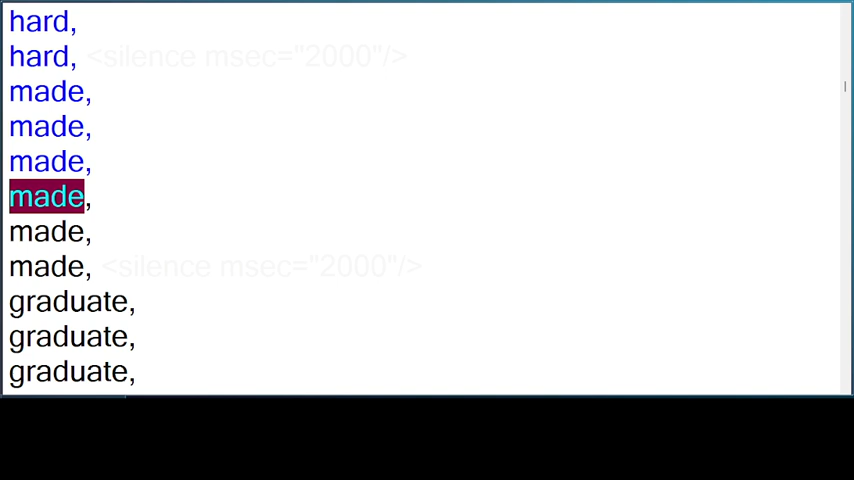 hard,
hard, <silence msec="2000"/>
made,
made,
made,
made,
made,
made, <silence msec="2000"/>
graduate,
graduate,
graduate,